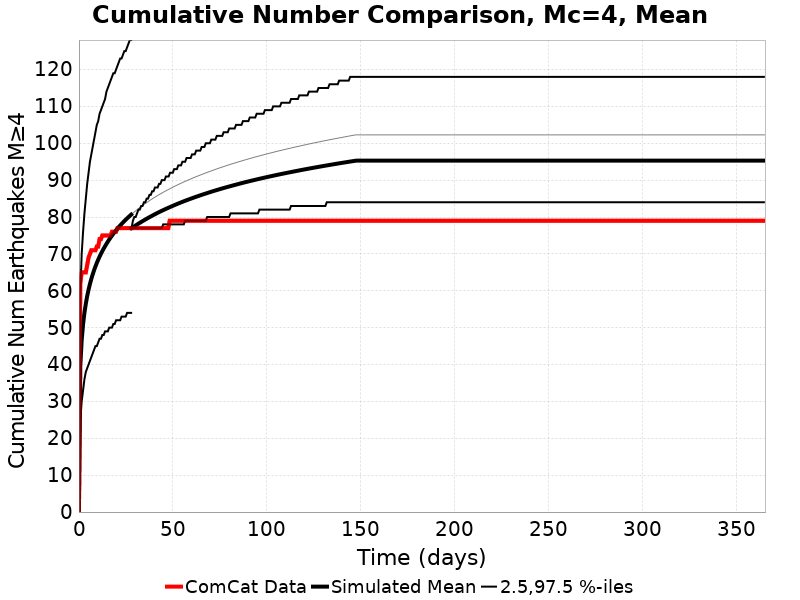 Cumulative Number Comparison, Mc=4, Mean
Cumulative Num Earthquakes M≥4
120
110
100
90
80
70
60
50
40
30
20
10
0
0 50 100 150 200 250 300 350
Time (days)
ComCat Data Simulated Mean 2.5,97.5 %-iles